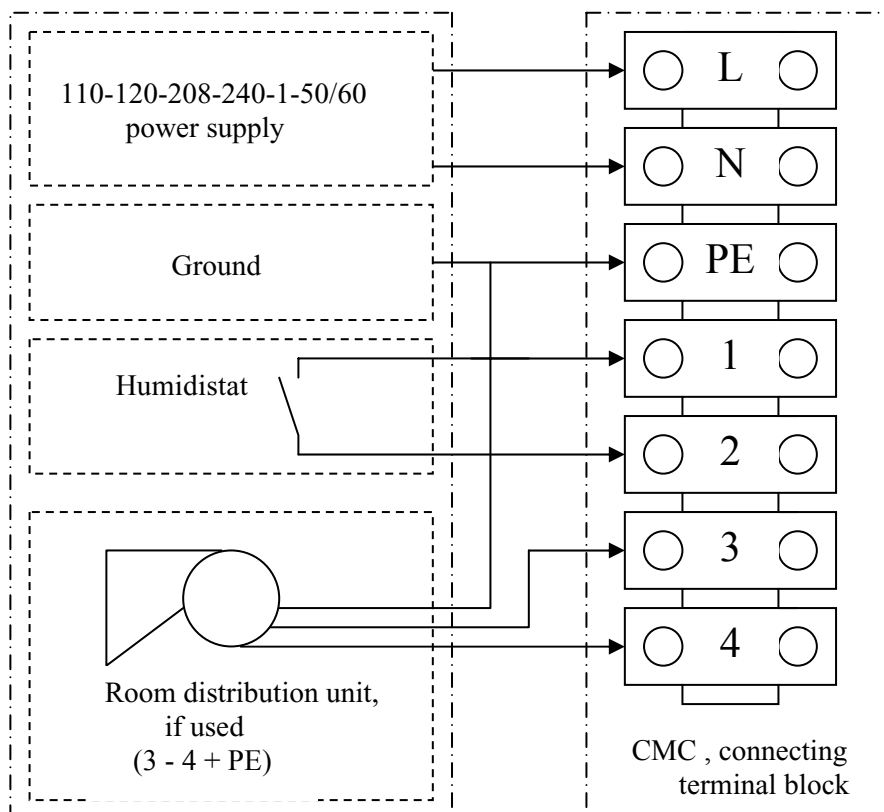 110-120-208-240-1-50/60
power supply
Ground
Humidistat
Room distribution unit,
if used
(3 - 4 + PE)
L
N
PE
1
2
3
4
CMC , connecting
terminal block